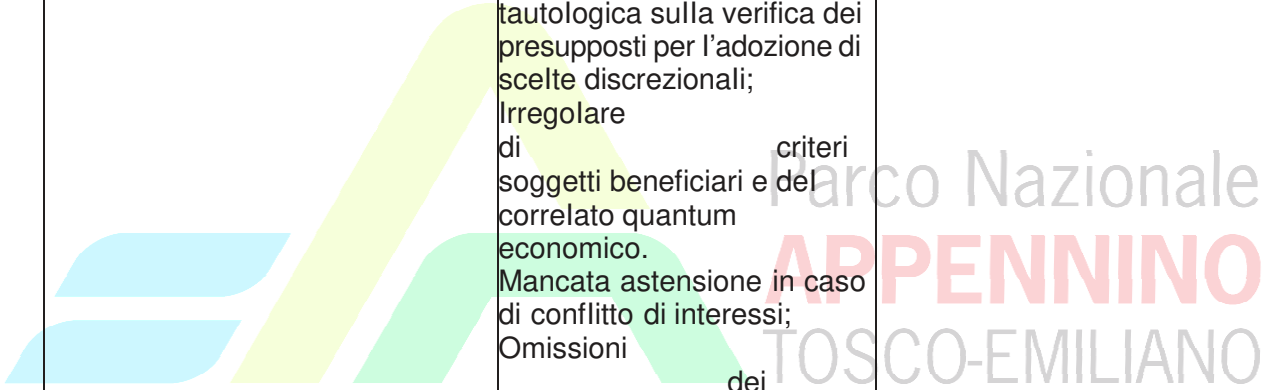 tautologica sulla verifica dei
presupposti per l'adozione di
scelte discrezionali;
Irregolare
di criteri
soggetti beneficiari e del
correlato quantum
economico.
Mancata astensione in caso
di conflitto di interessi;
Omissioni
dei
Parco Nazionale
APPENNINO
TOSCO-EMILIANO